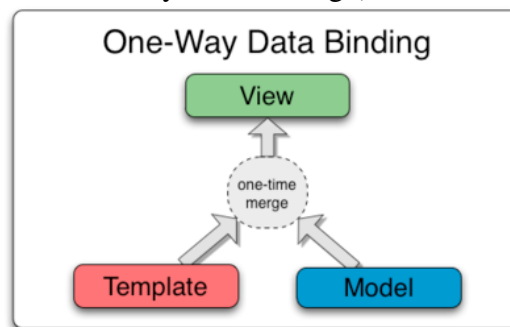 One-Way Data Binding
View
one-time
merge
Template
Model